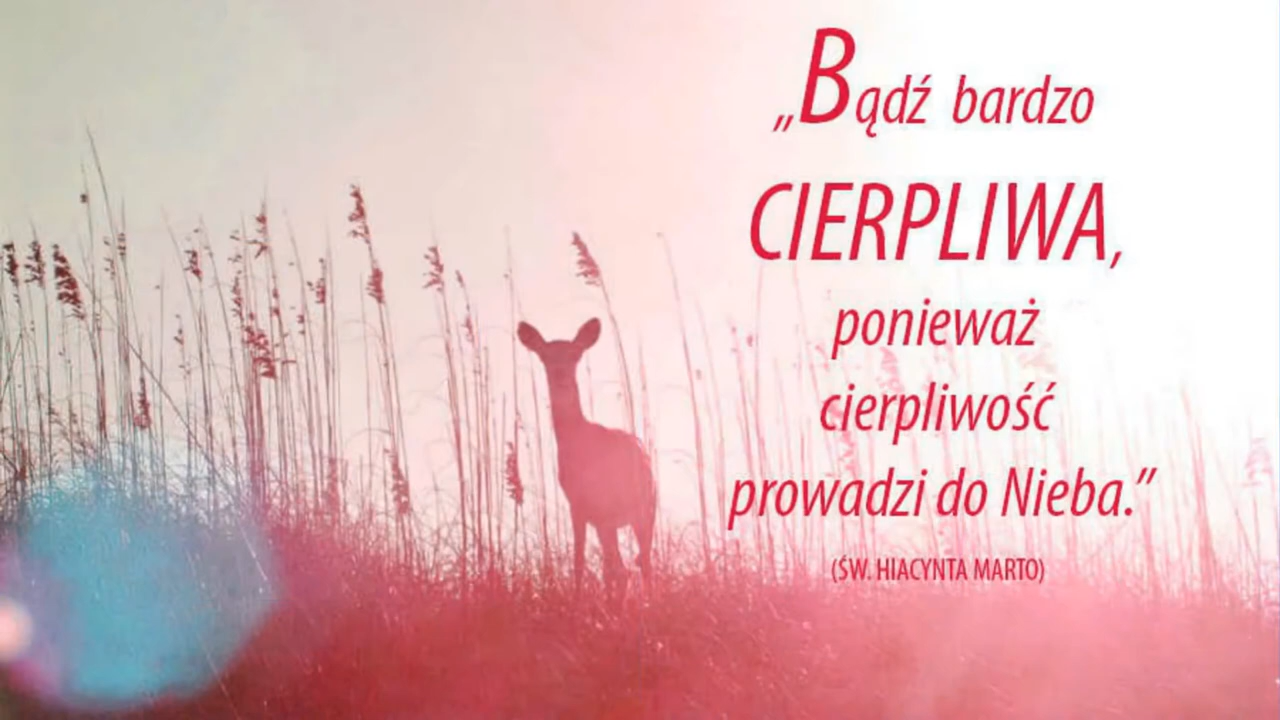 „Bądź bardzo
CIERPLIWA,
ponieważ
cierpliwość
prowadzi do Nieba.”
(ŚW. HIACYNTA MARTO)